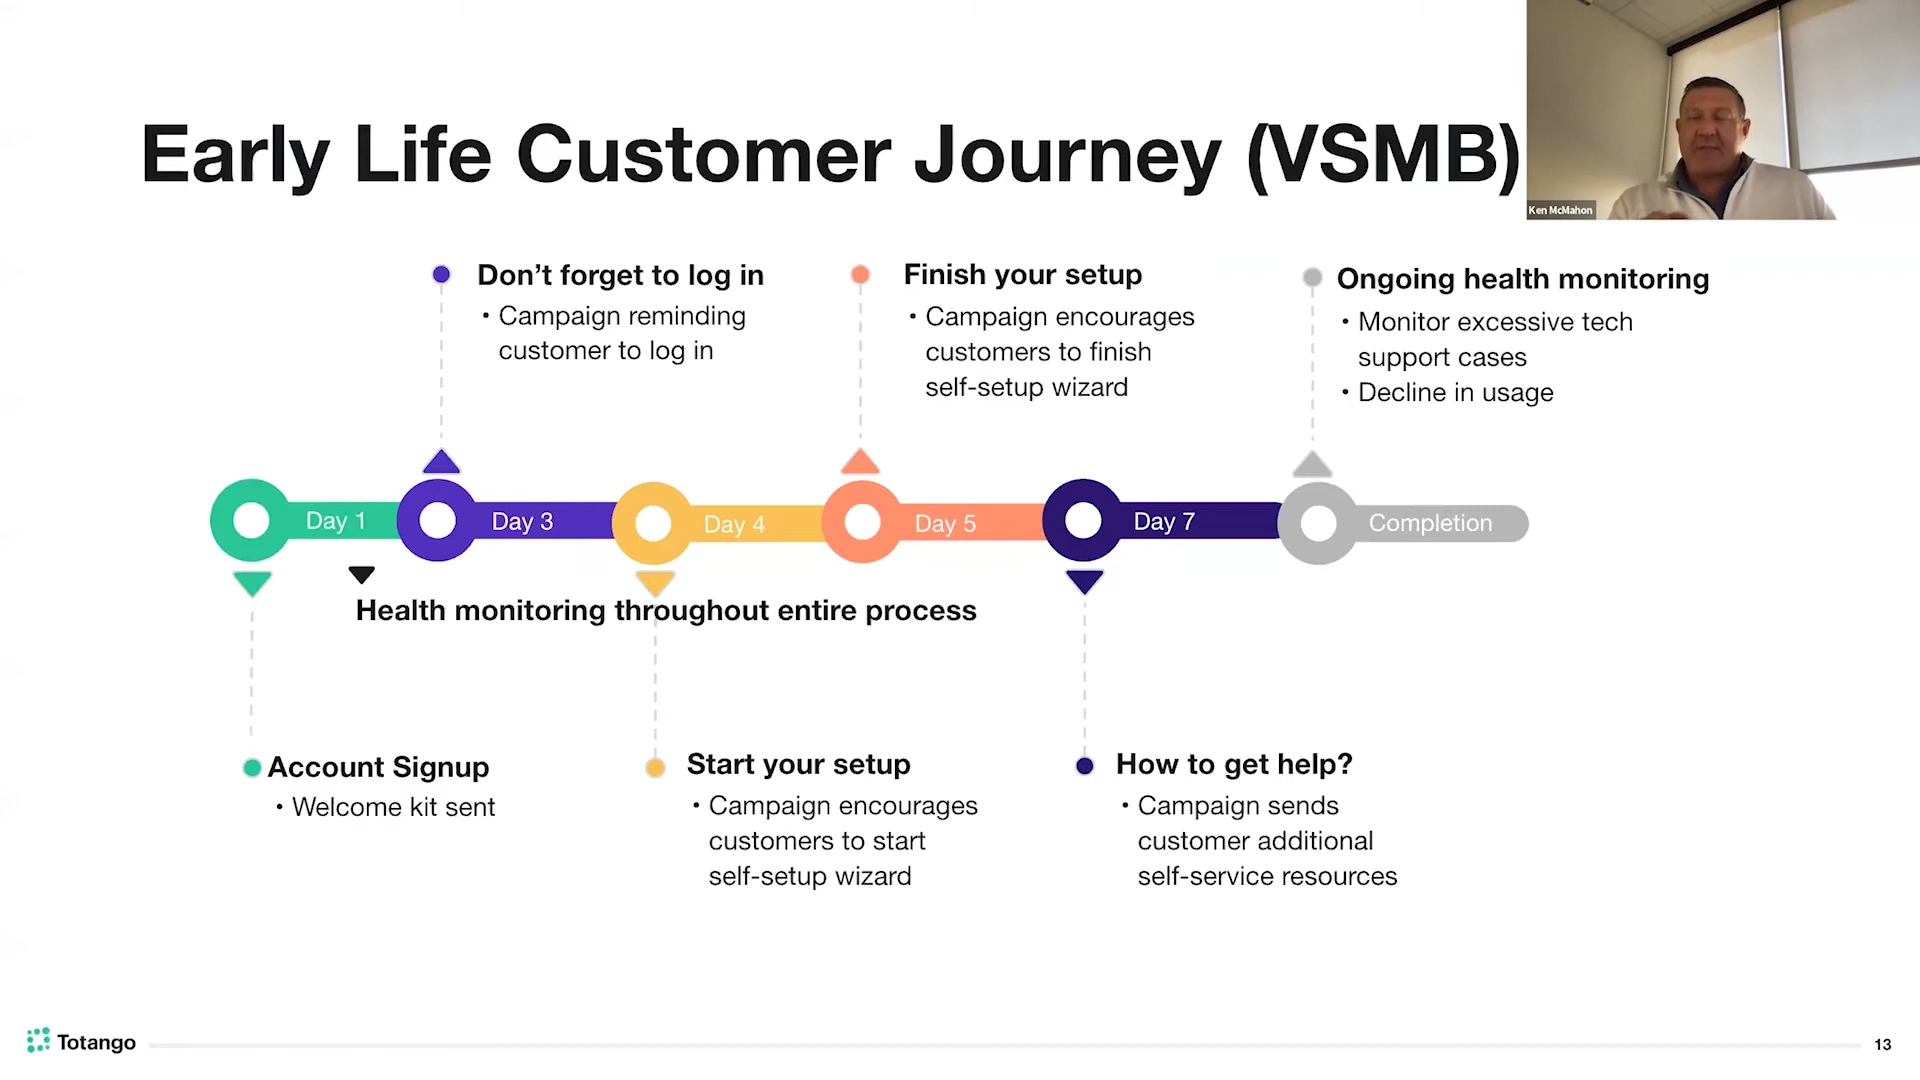 Early Life Customer Journey (VSMB)
Ken McMahon
Don’t forget to log in
• Campaign reminding
customer to log in
Finish your setup
• Campaign encourages
customers to finish
self-setup wizard
Ongoing health monitoring
• Monitor excessive tech
support cases
• Decline in usage
Day 1
Day 3
Day 4
Day 5
Day 7
Completion
Health monitoring throughout entire process
Account Signup
• Welcome kit sent
Start your setup
• Campaign encourages
customers to start
self-setup wizard
How to get help?
• Campaign sends
customer additional
self-service resources
Totango
13